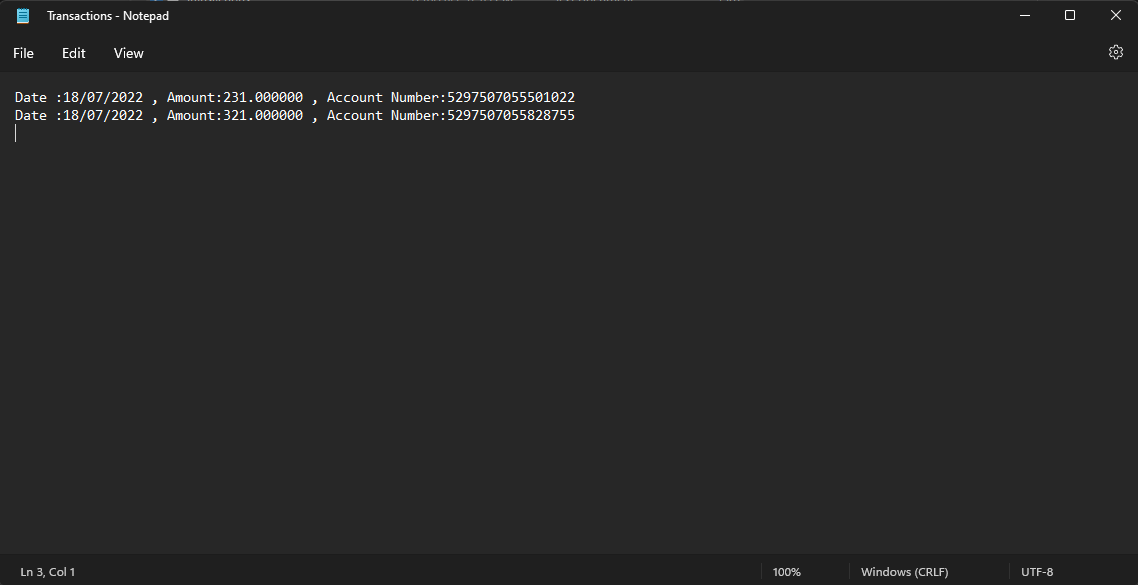 Transactions - Notepad
File Edit View
Date :18/07/2022 , Amount:231.000000 , Account Number:5297507055501022
Date :18/07/2022 , Amount:321.000000 , Account Number:5297507055828755
Ln 3, Col 1 100% Windows (CRLF) UTF-8